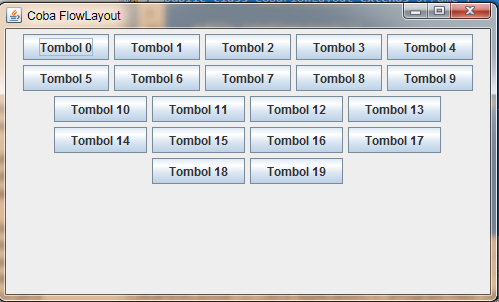 Coba FlowLayout
Tombol 0 Tombol 1 Tombol 2 Tombol 3 Tombol 4
Tombol 5 Tombol 6 Tombol 7 Tombol 8 Tombol 9
Tombol 10 Tombol 11 Tombol 12 Tombol 13
Tombol 14 Tombol 15 Tombol 16 Tombol 17
Tombol 18 Tombol 19